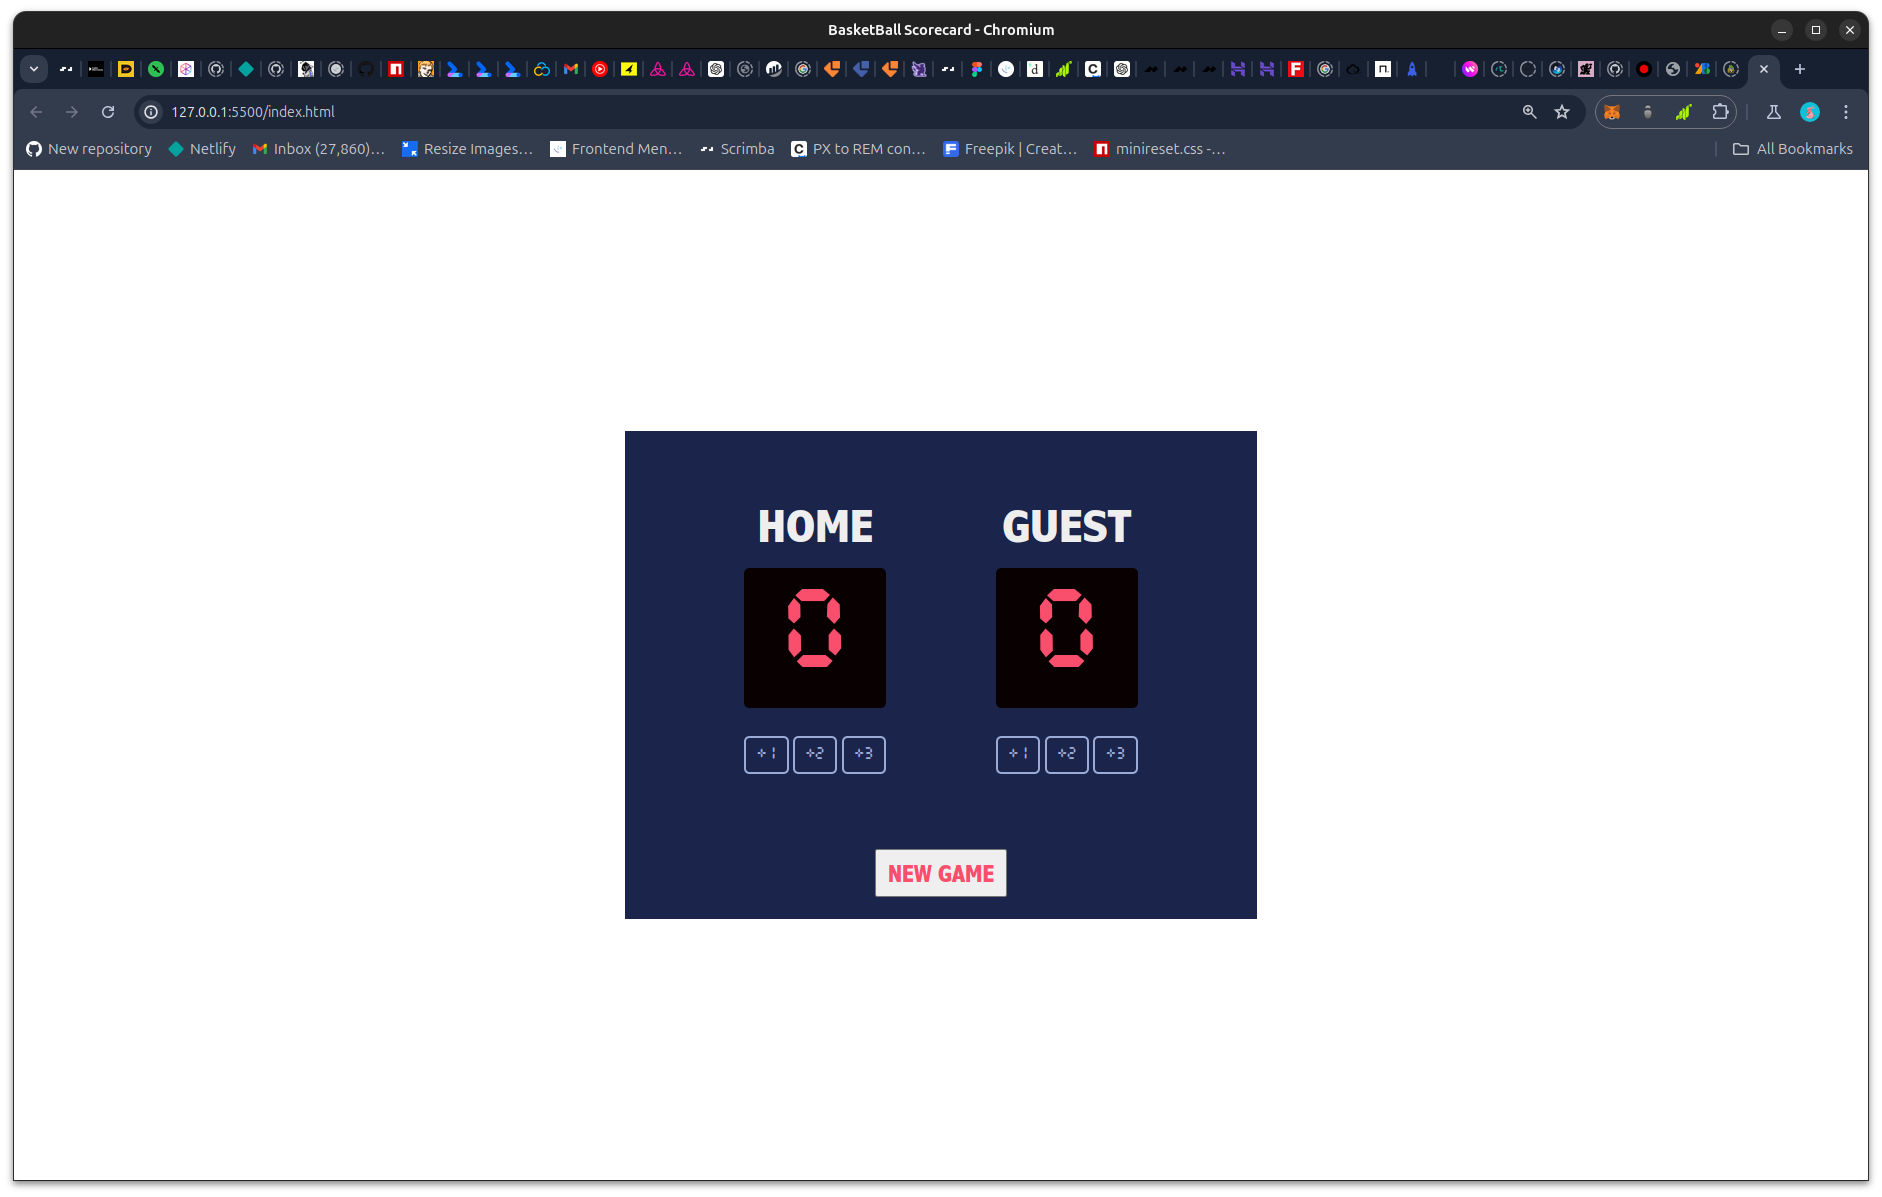 BasketBall Scorecard - Chromium
127.0.0.1:5500/index.html
New repository Netlify Inbox (27,860)... Resize Images... Frontend Men... Scrimba PX to REM con... Freepik | Creat... minireset.css -... All Bookmarks
HOME GUEST
0 0
+1 +2 +3 +1 +2 +3
NEW GAME